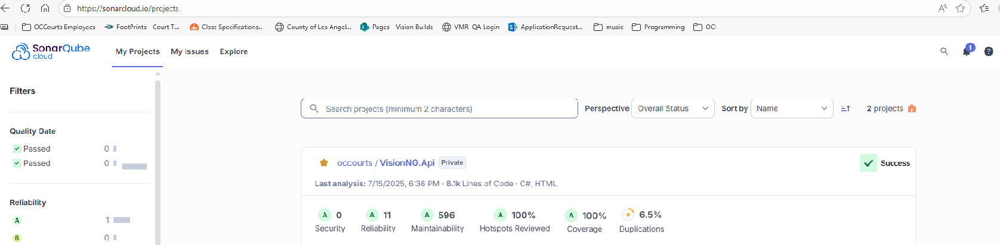 https://sonarcloud.io/projects
OCCourts Employees FootPrints Court T... Class Specifications... County of Los Angel... Pages Vision Builds VMR QA Login ApplicationRequest... music Programming OCI
SonarQube cloud My Projects My Issues Explore 1 ?
Filters
Search projects (minimum 2 characters) Perspective Overall Status Sort by Name 2 projects
Quality Gate
Passed 0
Passed 0
occourts / VisionNG.Api Private Success
Last analysis: 7/15/2025, 6:36 PM • 6.1k Lines of Code • C#, HTML
Reliability
A 1
B 0
A 0 A 11 A 596 A 100% A 100% 6.5%
Security Reliability Maintainability Hotspots Reviewed Coverage Duplications